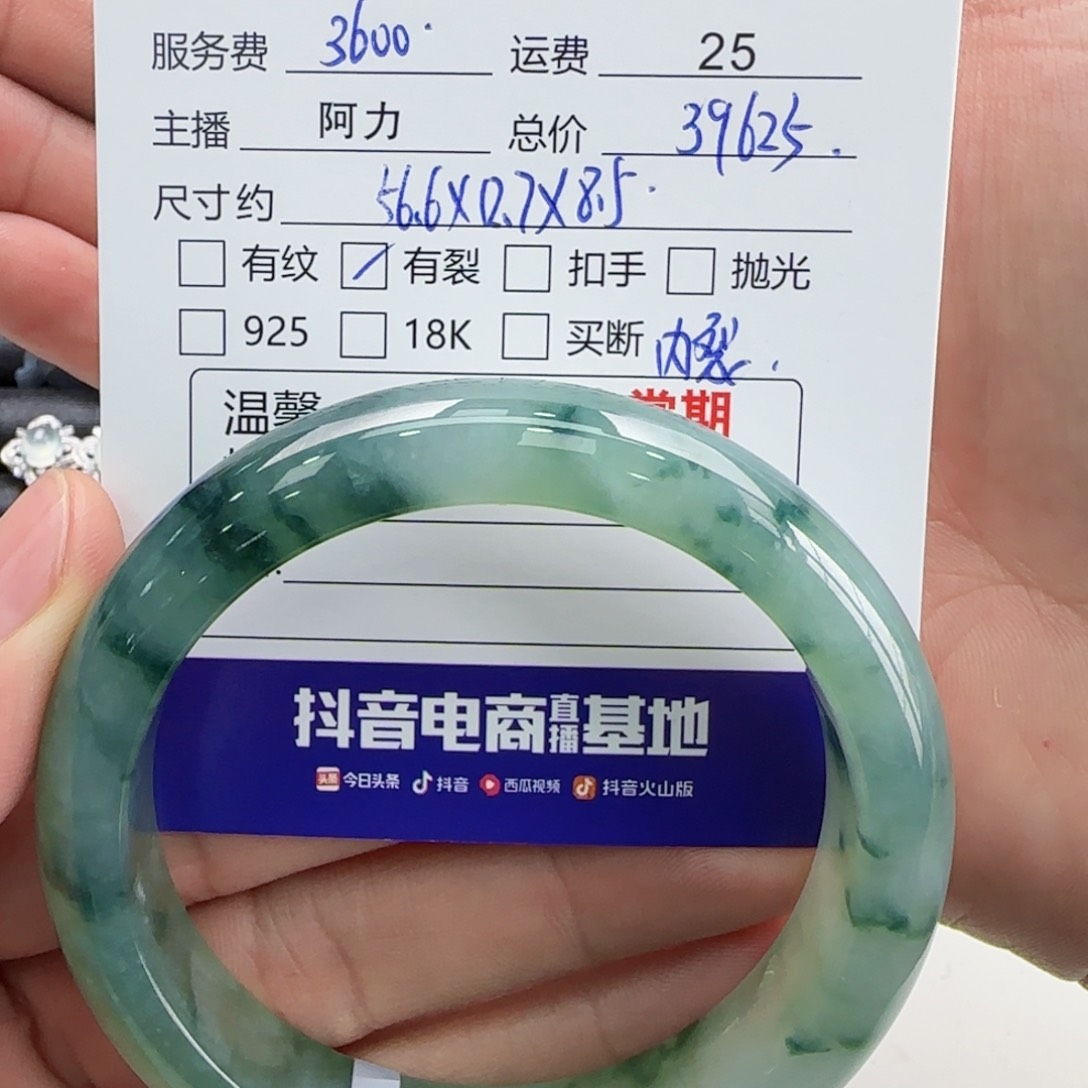 服务费 3600. 运费 25
主播 阿力 总价 39625.
尺寸约 56.6X0.7X8.5.
有纹 有裂 扣手 抛光
925 18K 买断 内裂.
温馨
抖音电商直播基地
头条 今日头条 抖音 西瓜视频 抖音火山版